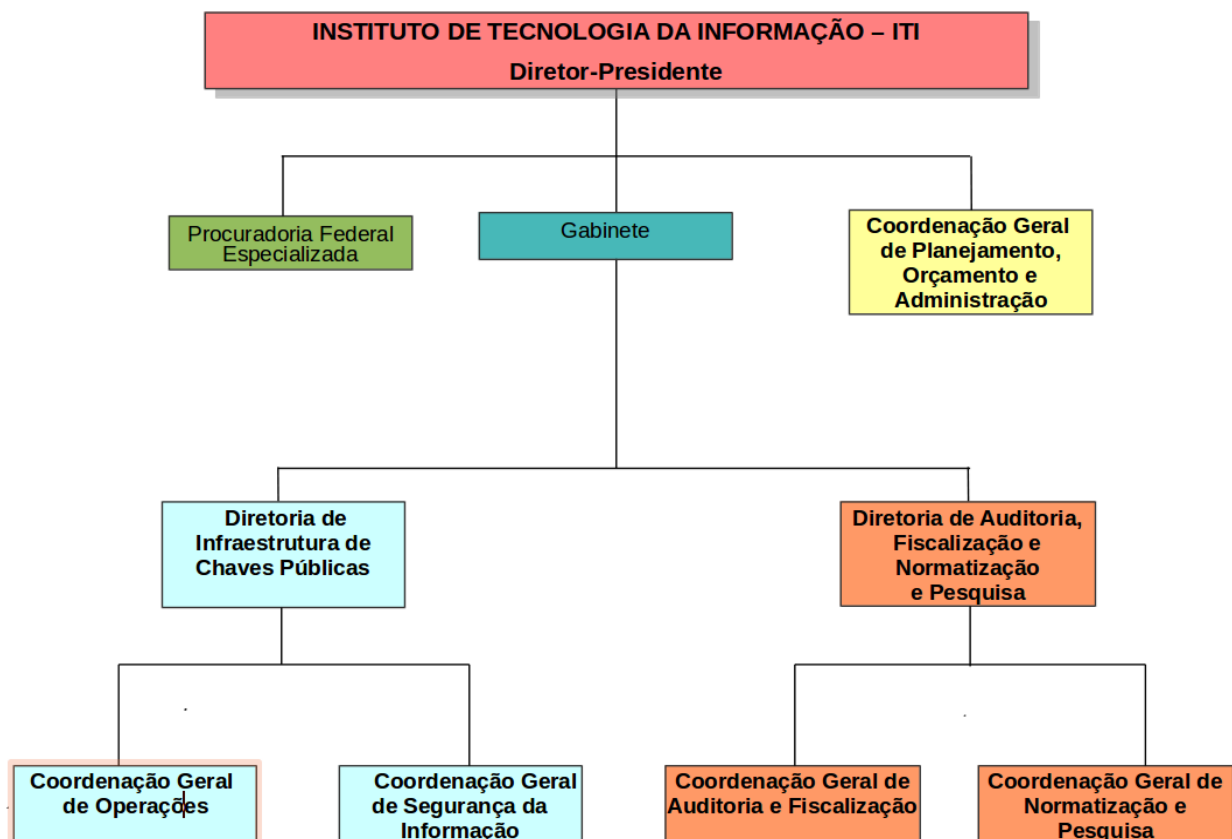 INSTITUTO DE TECNOLOGIA DA INFORMAÇÃO – ITI
Diretor-Presidente
Procuradoria Federal
Especializada
Gabinete
Coordenação Geral
de Planejamento,
Orçamento e
Administração
Diretoria de
Infraestrutura de
Chaves Públicas
Diretoria de Auditoria,
Fiscalização e
Normatização
e Pesquisa
Coordenação Geral
de Operações
Coordenação Geral
de Segurança da
Informação
Coordenação Geral de
Auditoria e Fiscalização
Coordenação Geral de
Normatização e
Pesquisa